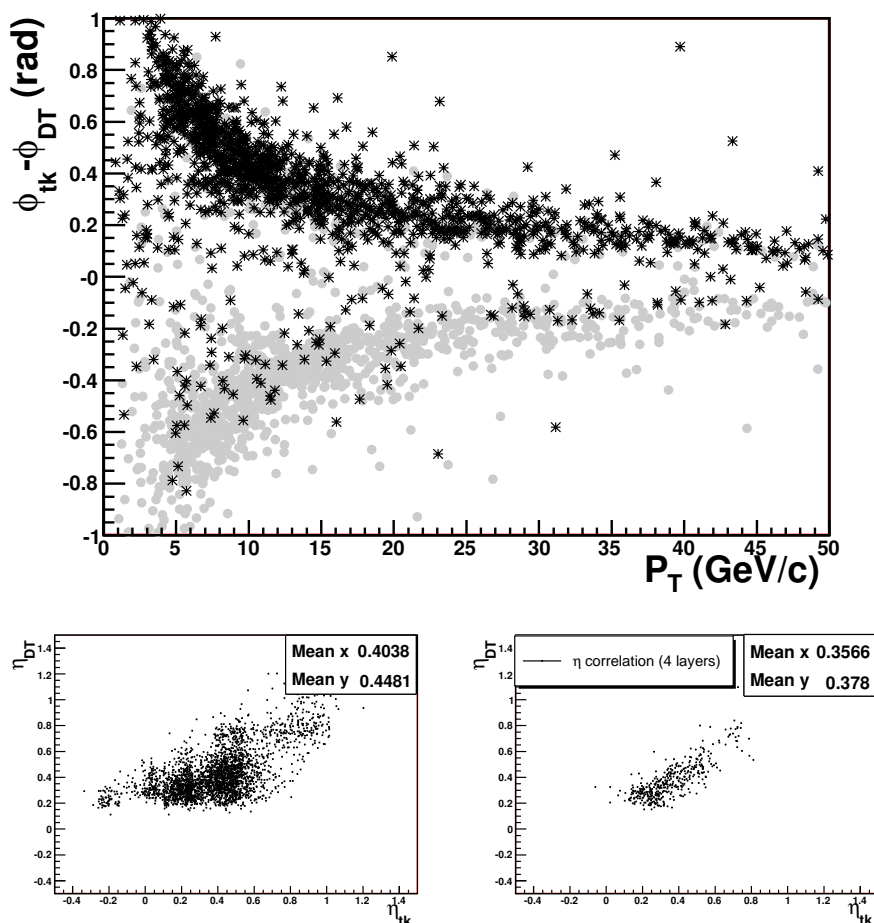 ϕtk-ϕDT (rad)
1
0.8
0.6
0.4
0.2
-0
-0.2
-0.4
-0.6
-0.8
-1
0 5 10 15 20 25 30 35 40 45 50
PT (GeV/c)
ηDT
1.4
1.2
1
0.8
0.6
0.4
0.2
0
-0.2
-0.4
Mean x 0.4038
Mean y 0.4481
-0.4 -0.2 0 0.2 0.4 0.6 0.8 1 1.2 1.4
ηtk
ηDT
1.4
1.2
1
0.8
0.6
0.4
0.2
0
-0.2
-0.4
η correlation (4 layers)
Mean x 0.3566
Mean y 0.378
-0.4 -0.2 0 0.2 0.4 0.6 0.8 1 1.2 1.4
ηtk